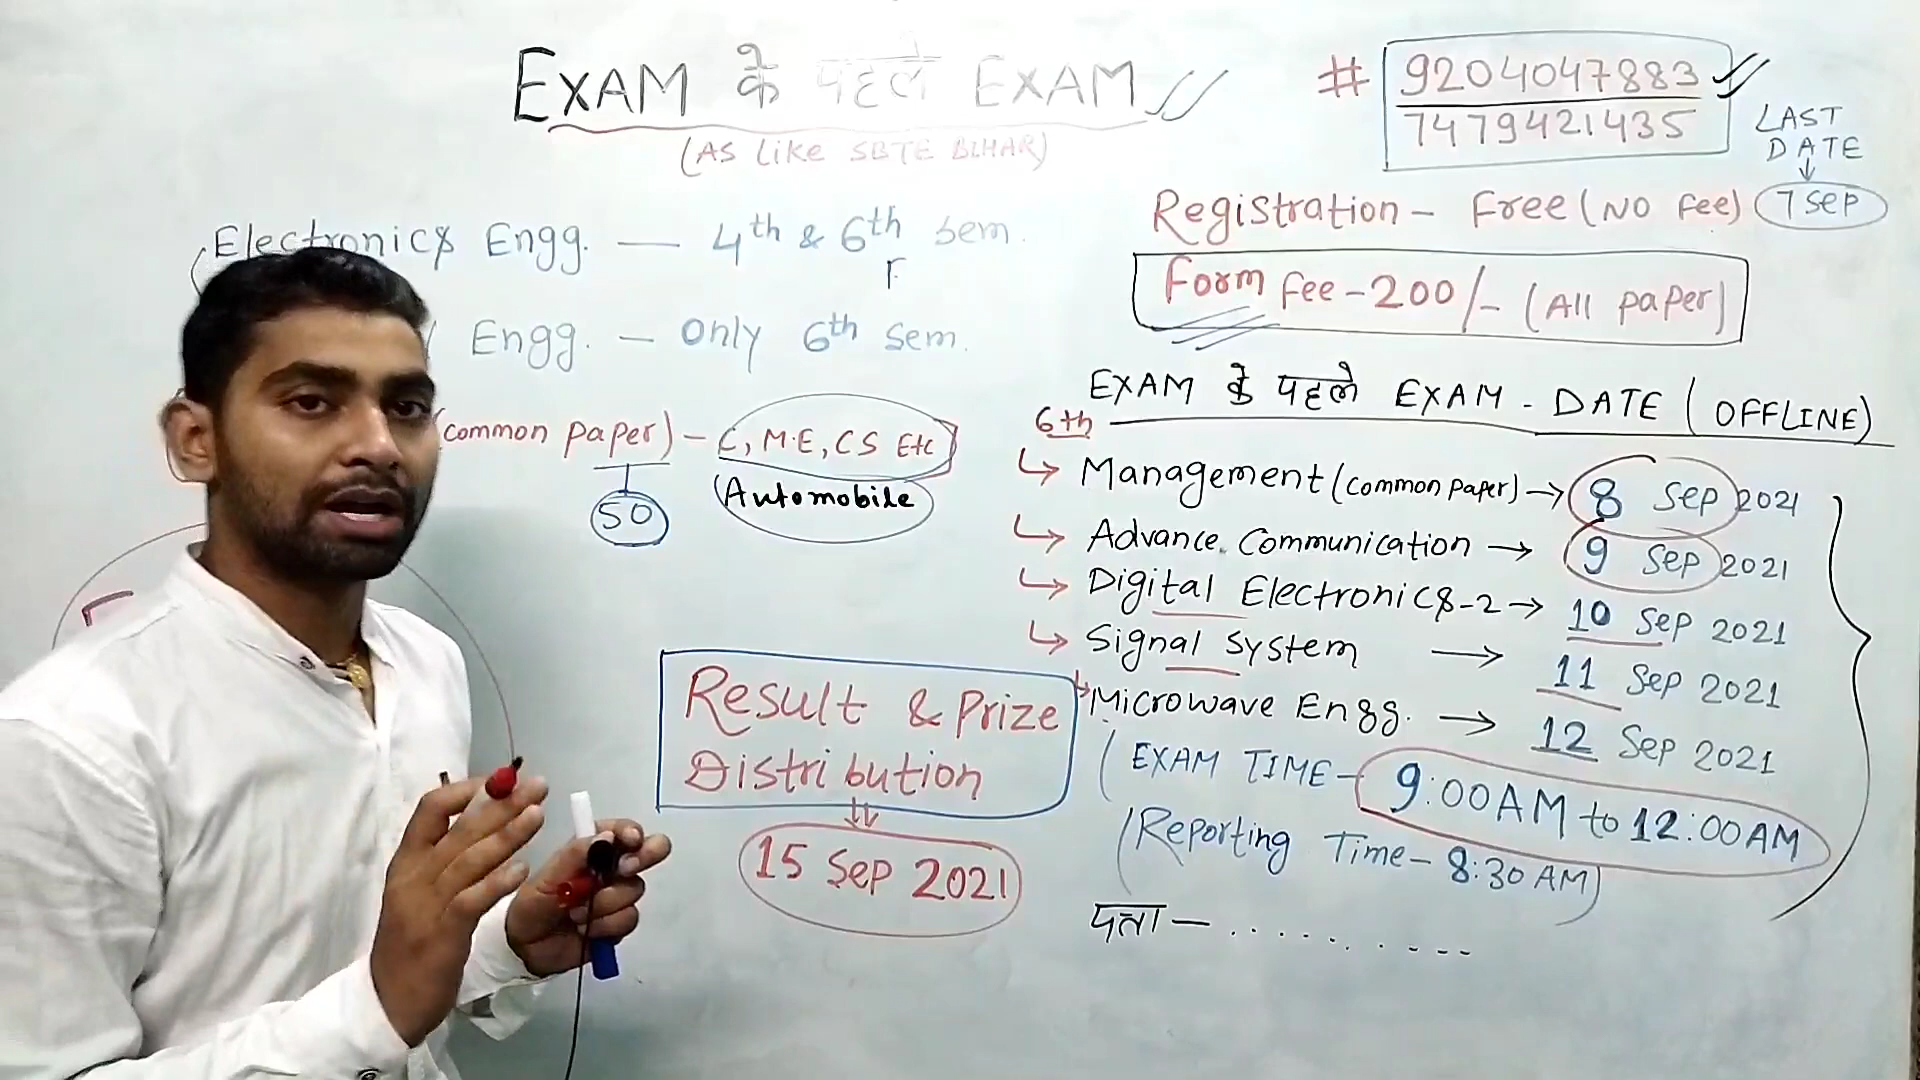 EXAM के पहले EXAM
(AS Like SBTE BIHAR)
Electronics Engg. — 4th & 6th Sem.
Engg. — Only 6th Sem.
(common paper) – C, M.E, CS Etc
50
(Automobile)
Result & Prize
Distribution
15 Sep 2021
# 9204047883
7479421435
LAST
DATE
7 Sep
Registration – Free (No Fee)
Form Fee – 200/- (All paper)
EXAM के पहले EXAM - DATE (OFFLINE)
6th
Management (common paper) → 8 Sep 2021
Advance. Communication → 9 Sep 2021
Digital Electronics-2 → 10 Sep 2021
Signal System → 11 Sep 2021
Microwave Engg. → 12 Sep 2021
(EXAM TIME – 9:00AM to 12:00AM
(Reporting Time – 8:30 AM)
पता – . . . . . . . - - -